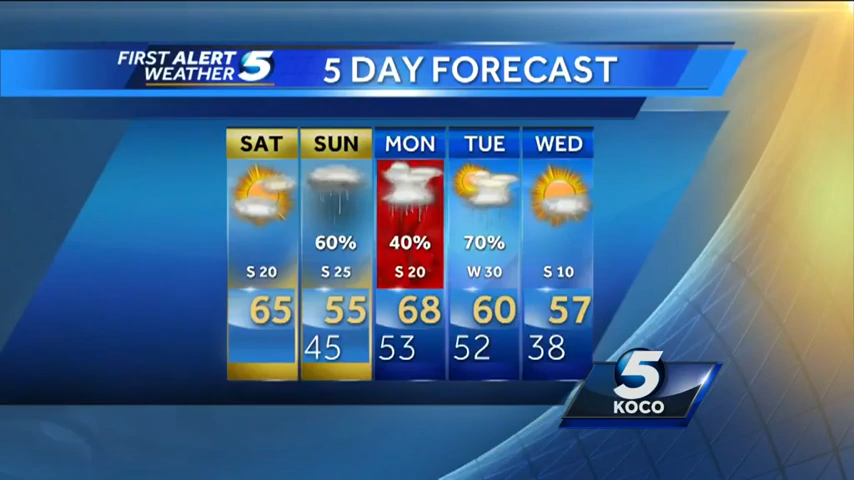 FIRST ALERT
WEATHER 5
5 DAY FORECAST
SAT SUN MON TUE WED
60% 40% 70%
S 20 S 25 S 20 W 30 S 10
65 55 68 60 57
45 53 52 38
5
KOCO